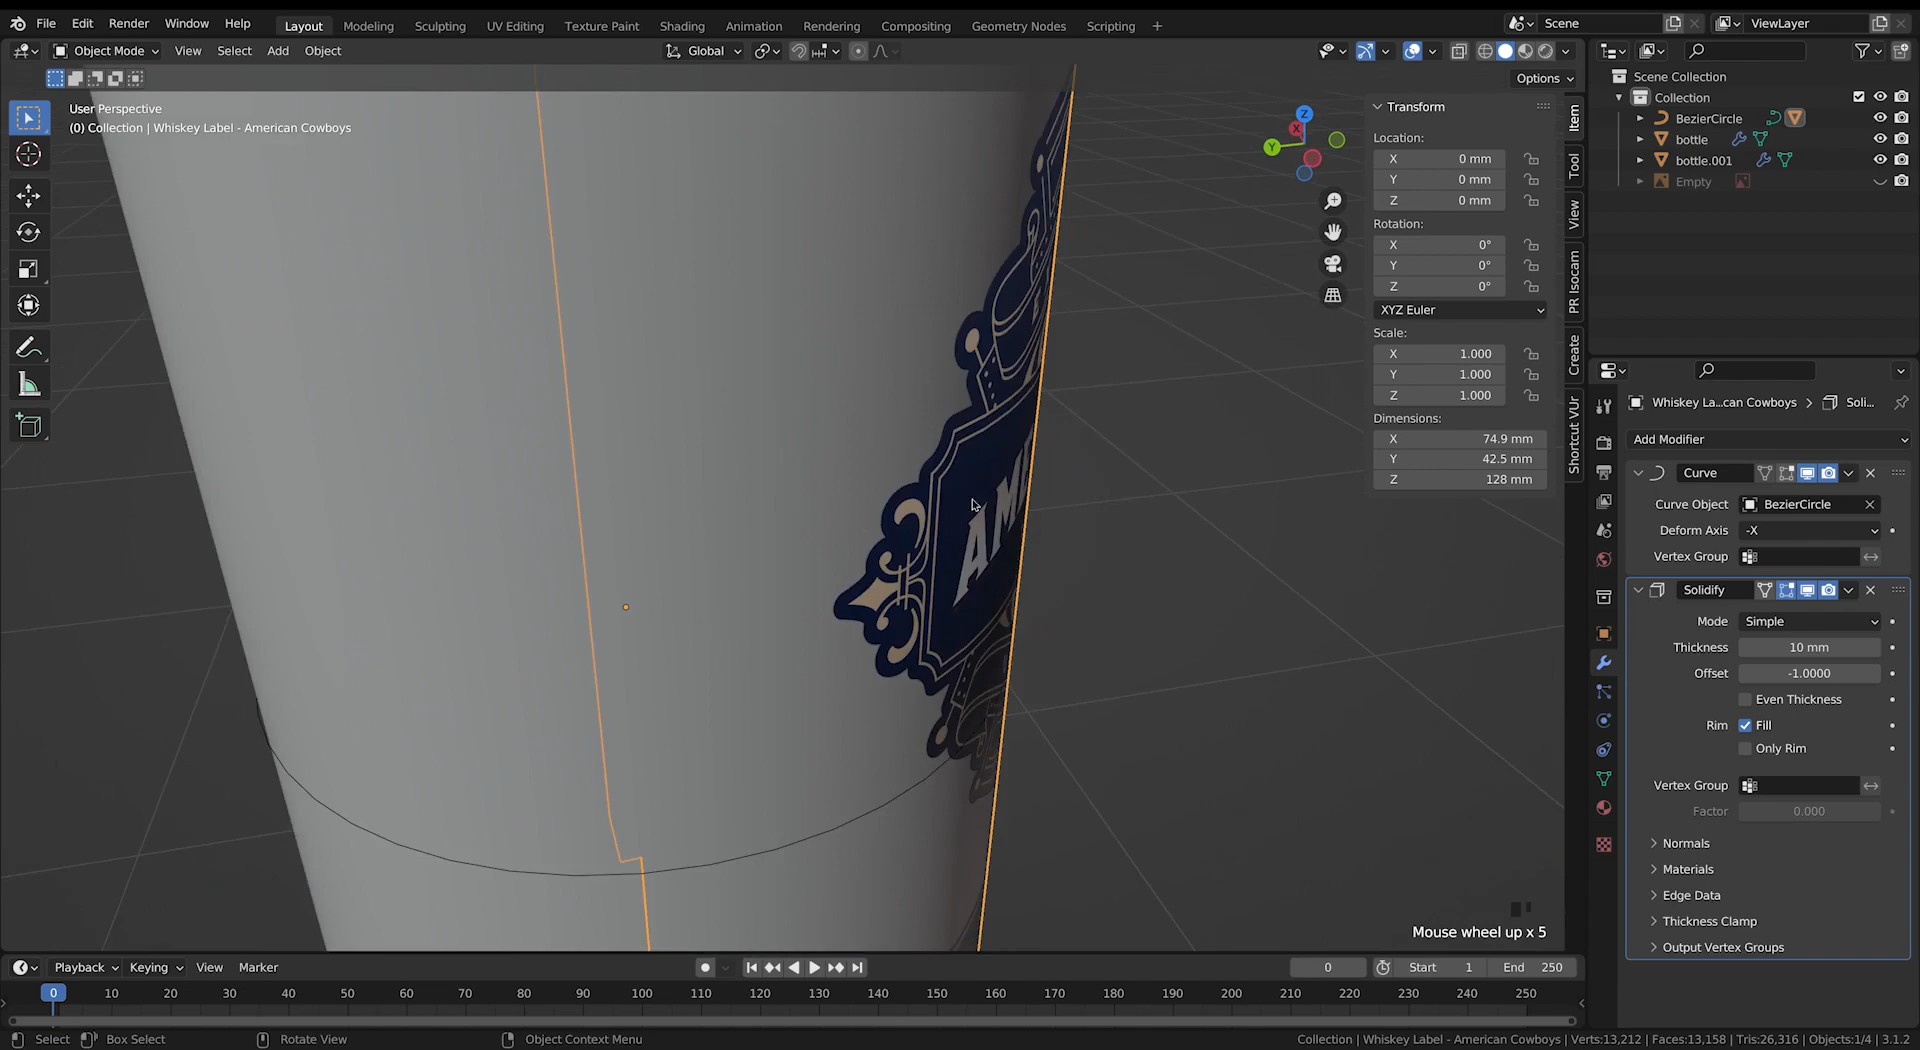 File Edit Render Window Help Layout Modeling Sculpting UV Editing Texture Paint Shading Animation Rendering Compositing Geometry Nodes Scripting + Scene ViewLayer
Object Mode View Select Add Object Global
Options
User Perspective
(0) Collection | Whiskey Label - American Cowboys
Transform
Location:
X 0 mm
Y 0 mm
Z 0 mm
Rotation:
X 0°
Y 0°
Z 0°
XYZ Euler
Scale:
X 1.000
Y 1.000
Z 1.000
Dimensions:
X 74.9 mm
Y 42.5 mm
Z 128 mm
Item
Tool
View
PR Isocam
Create
Shortcut VUr
Z
X
Y
AM
Mouse wheel up x 5
Scene Collection
Collection
BezierCircle
bottle
bottle.001
Empty
Whiskey La...can Cowboys > Soli...
Add Modifier
Curve
Curve Object BezierCircle
Deform Axis -X
Vertex Group
Solidify
Mode Simple
Thickness 10 mm
Offset -1.0000
Even Thickness
Rim Fill
Only Rim
Vertex Group
Factor 0.000
Normals
Materials
Edge Data
Thickness Clamp
Output Vertex Groups
Playback Keying View Marker 0 Start 1 End 250
0 10 20 30 40 50 60 70 80 90 100 110 120 130 140 150 160 170 180 190 200 210 220 230 240 250
Select Box Select Rotate View Object Context Menu Collection | Whiskey Label - American Cowboys | Verts:13,212 | Faces:13,158 | Tris:26,316 | Objects:1/4 | 3.1.2